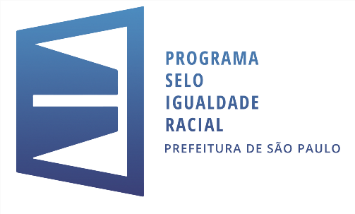 PROGRAMA
SELO
IGUALDADE
RACIAL
PREFEITURA DE SÃO PAULO